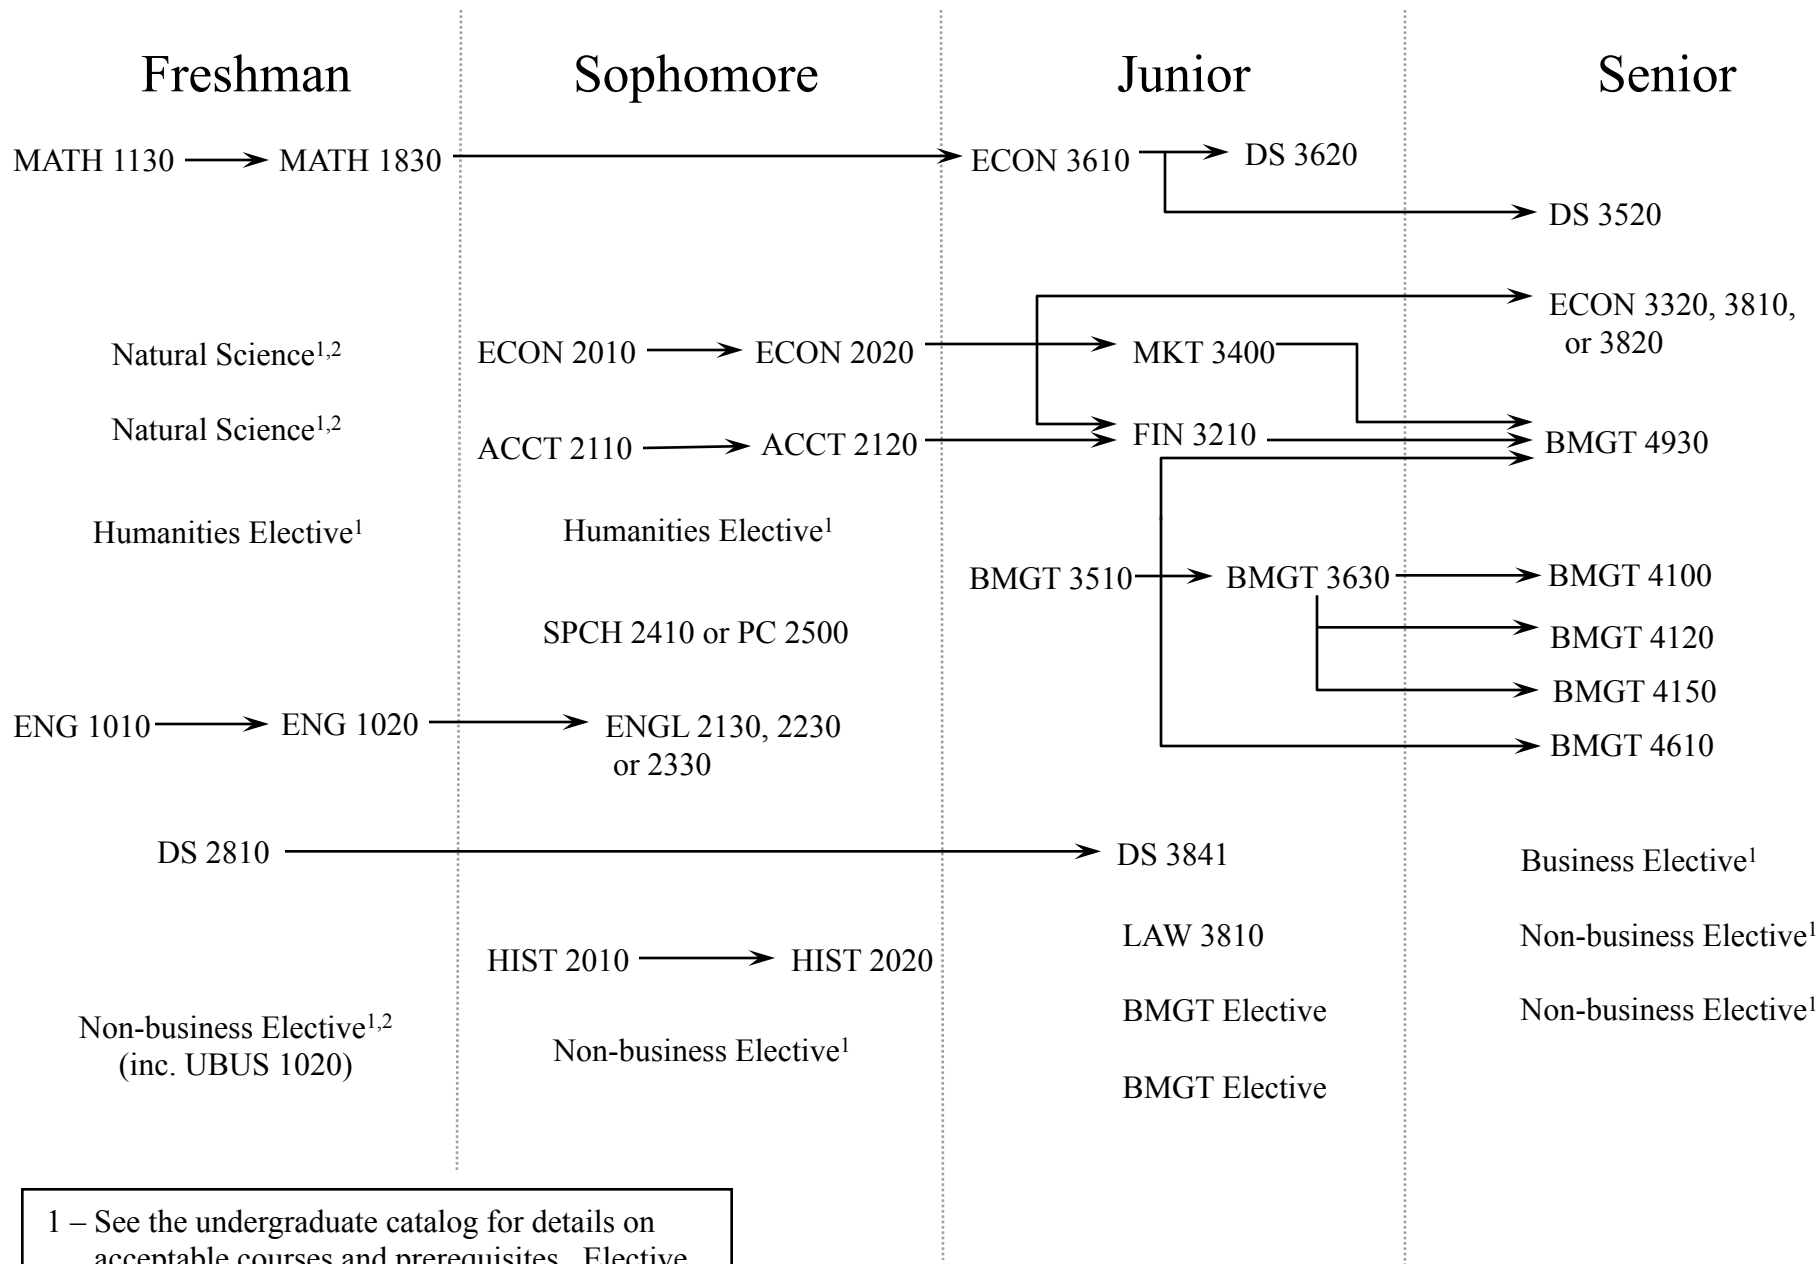 Freshman Sophomore Junior Senior
MATH 1130 MATH 1830 ECON 3610 DS 3620
DS 3520
ECON 3320, 3810,
or 3820
Natural Science¹,² ECON 2010 ECON 2020 MKT 3400
Natural Science¹,² ACCT 2110 ACCT 2120 FIN 3210 BMGT 4930
Humanities Elective¹ Humanities Elective¹
BMGT 3510 BMGT 3630 BMGT 4100
SPCH 2410 or PC 2500 BMGT 4120
BMGT 4150
ENG 1010 ENG 1020 ENGL 2130, 2230 BMGT 4610
or 2330
DS 2810 DS 3841 Business Elective¹
LAW 3810 Non-business Elective¹
HIST 2010 HIST 2020
Non-business Elective¹,² BMGT Elective Non-business Elective¹
(inc. UBUS 1020) Non-business Elective¹
BMGT Elective
1 – See the undergraduate catalog for details on
acceptable courses and prerequisites. Elective